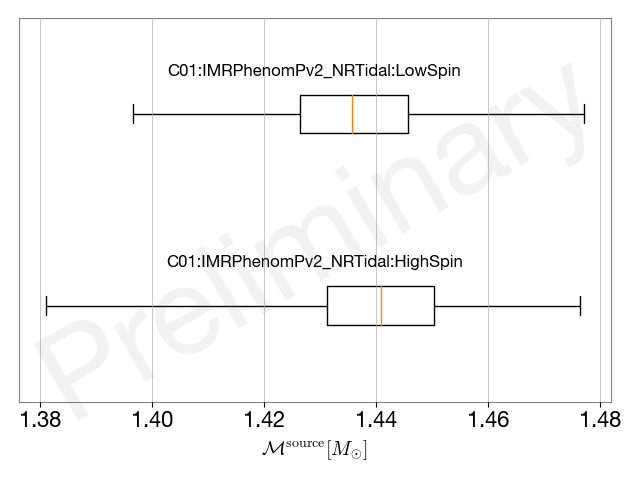 C01:IMRPhenomPv2_NRTidal:LowSpin
Preliminary
C01:IMRPhenomPv2_NRTidal:HighSpin
1.38 1.40 1.42 1.44 1.46 1.48
ℳ^source[M_⊙]